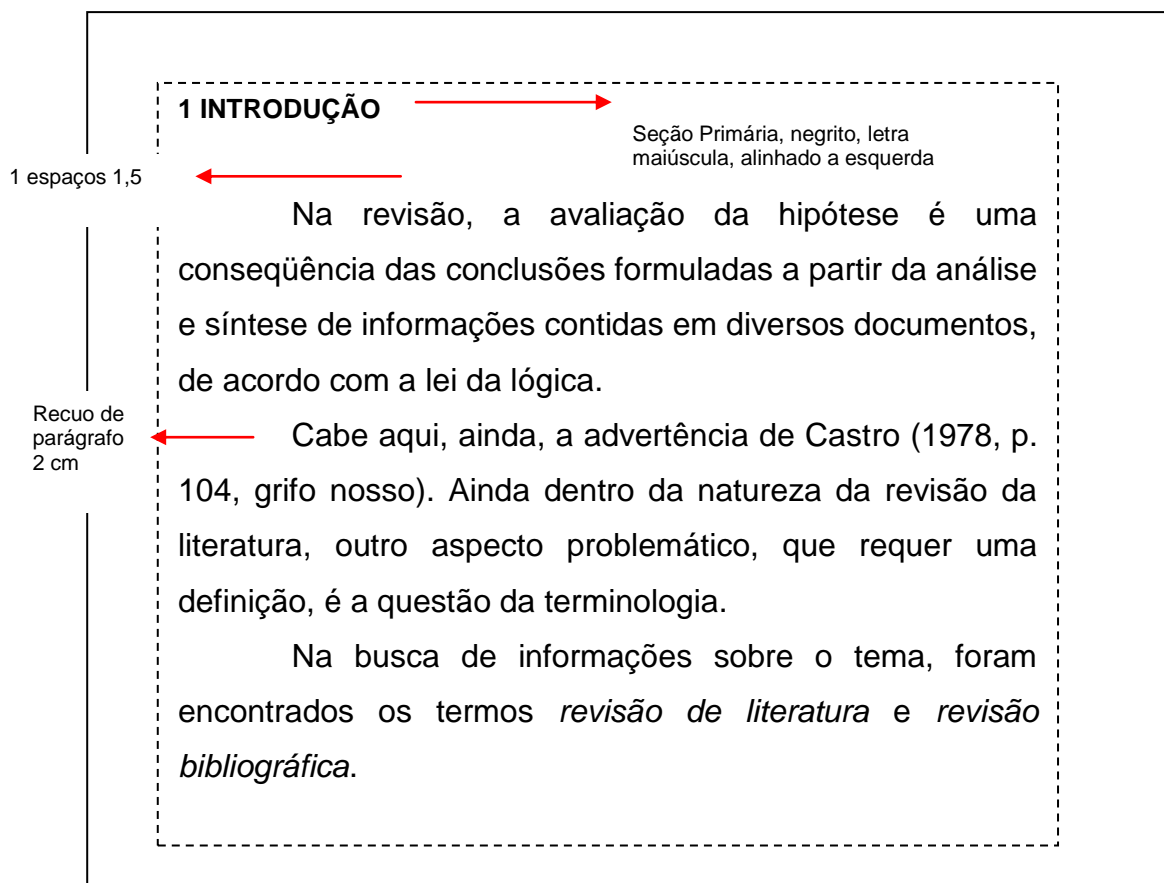 1 INTRODUÇÃO
Seção Primária, negrito, letra
maiúscula, alinhado a esquerda
1 espaços 1,5
Na revisão, a avaliação da hipótese é uma
conseqüência das conclusões formuladas a partir da análise
e síntese de informações contidas em diversos documentos,
de acordo com a lei da lógica.
Recuo de
parágrafo
2 cm
Cabe aqui, ainda, a advertência de Castro (1978, p.
104, grifo nosso). Ainda dentro da natureza da revisão da
literatura, outro aspecto problemático, que requer uma
definição, é a questão da terminologia.
Na busca de informações sobre o tema, foram
encontrados os termos revisão de literatura e revisão
bibliográfica.